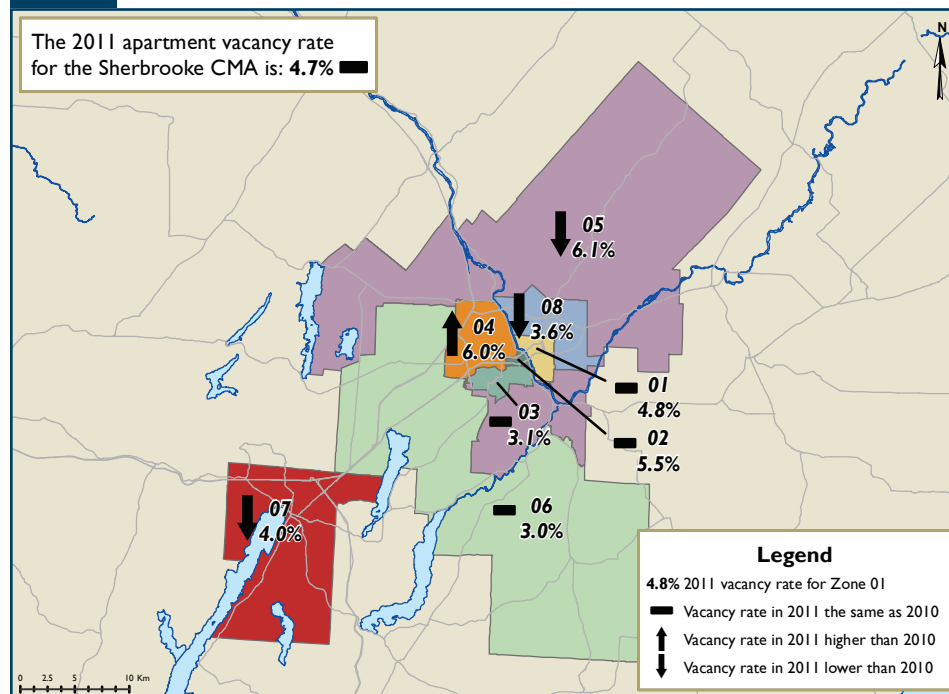 The 2011 apartment vacancy rate
for the Sherbrooke CMA is: 4.7%
N
05
6.1%
08
3.6%
04
6.0%
01
4.8%
03
3.1%
02
5.5%
07
4.0%
06
3.0%
Legend
4.8% 2011 vacancy rate for Zone 01
Vacancy rate in 2011 the same as 2010
Vacancy rate in 2011 higher than 2010
Vacancy rate in 2011 lower than 2010
0 2.5 5 10 Km